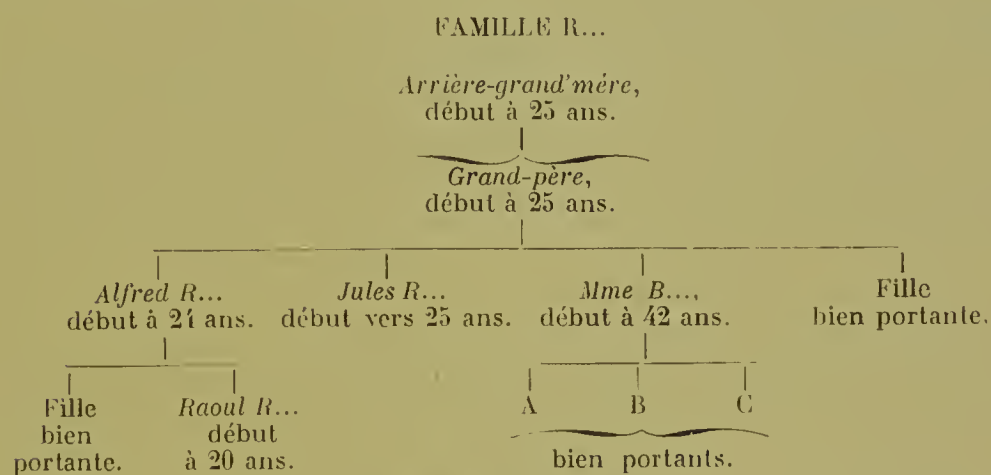 FAMILLE R...
Arrière-grand'mère,
début à 25 ans.
Grand-père,
début à 25 ans.
Alfred R...
début à 24 ans.
Jules R...
début vers 25 ans.
Mme B...,
début à 42 ans.
Fille
bien portante.
Fille
bien
portante.
Raoul R...
début
à 20 ans.
A B C
bien portants.